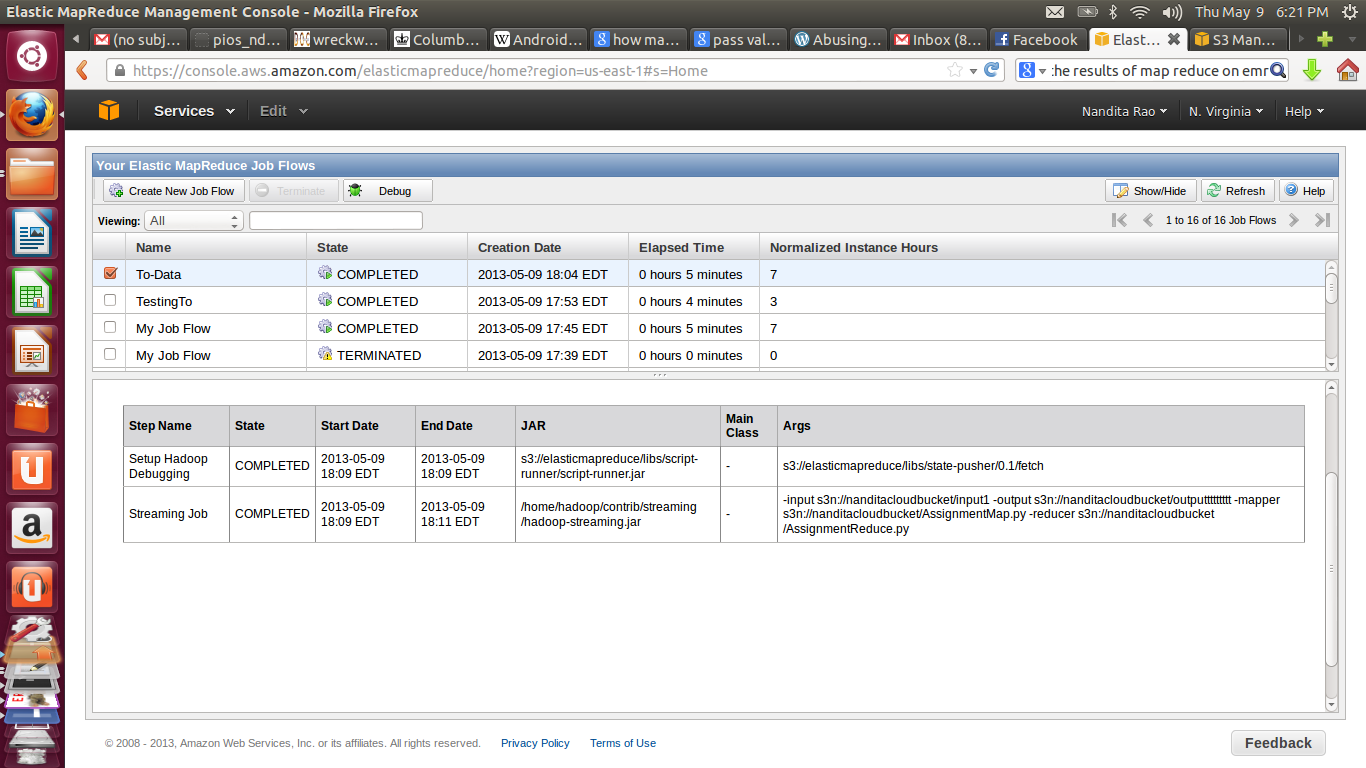 Elastic MapReduce Management Console - Mozilla Firefox
Thu May 9 6:21 PM
(no subj... pios_nd... wreckw... Columb... Android... how ma... pass val... Abusing... Inbox (8... Facebook Elast... S3 Man...
https://console.aws.amazon.com/elasticmapreduce/home?region=us-east-1#s=Home
:he results of map reduce on emr
Services Edit Nandita Rao N. Virginia Help
Your Elastic MapReduce Job Flows
Create New Job Flow Terminate Debug Show/Hide Refresh Help
Viewing: All 1 to 16 of 16 Job Flows
Name State Creation Date Elapsed Time Normalized Instance Hours
To-Data COMPLETED 2013-05-09 18:04 EDT 0 hours 5 minutes 7
TestingTo COMPLETED 2013-05-09 17:53 EDT 0 hours 4 minutes 3
My Job Flow COMPLETED 2013-05-09 17:45 EDT 0 hours 5 minutes 7
My Job Flow TERMINATED 2013-05-09 17:39 EDT 0 hours 0 minutes 0
Step Name State Start Date End Date JAR Main Class Args
Setup Hadoop Debugging COMPLETED 2013-05-09 18:09 EDT 2013-05-09 18:09 EDT s3://elasticmapreduce/libs/script-runner/script-runner.jar - s3://elasticmapreduce/libs/state-pusher/0.1/fetch
Streaming Job COMPLETED 2013-05-09 18:09 EDT 2013-05-09 18:11 EDT /home/hadoop/contrib/streaming/hadoop-streaming.jar - -input s3n://nanditacloudbucket/input1 -output s3n://nanditacloudbucket/outputttttttttt -mapper s3n://nanditacloudbucket/AssignmentMap.py -reducer s3n://nanditacloudbucket/AssignmentReduce.py
© 2008 - 2013, Amazon Web Services, Inc. or its affiliates. All rights reserved. Privacy Policy Terms of Use
Feedback